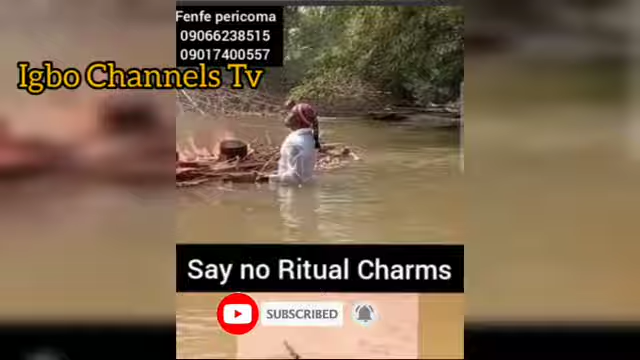 Fenfe pericoma
09066238515
09017400557
Igbo Channels Tv
Say no Ritual Charms
SUBSCRIBED